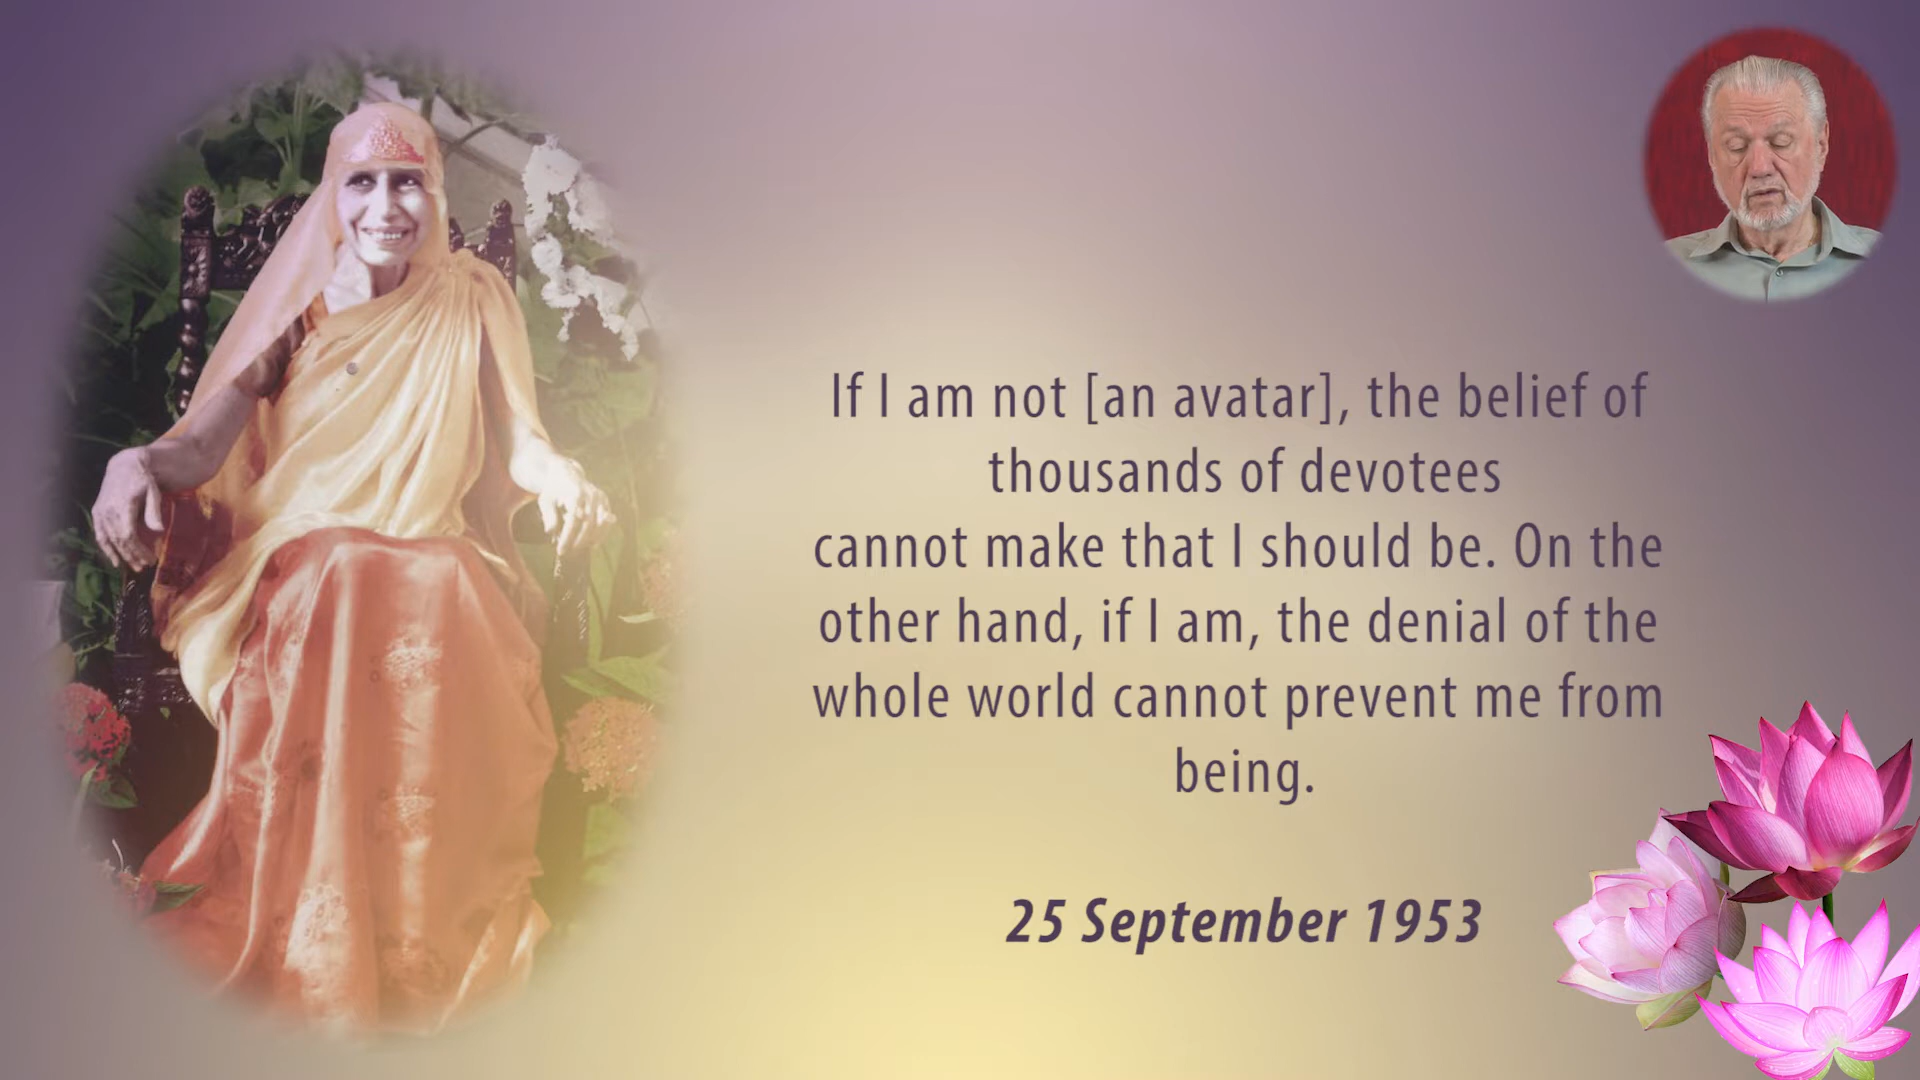 If I am not [an avatar], the belief of
thousands of devotees
cannot make that I should be. On the
other hand, if I am, the denial of the
whole world cannot prevent me from
being.
25 September 1953